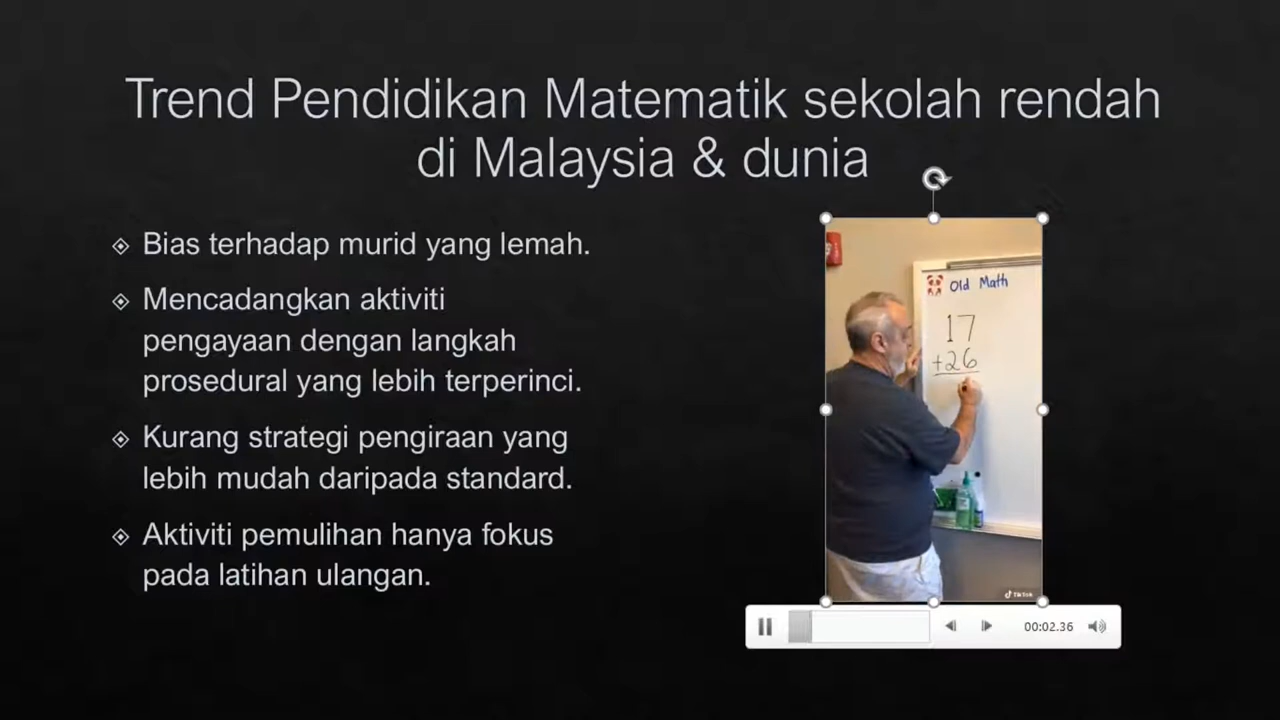 Trend Pendidikan Matematik sekolah rendah
di Malaysia & dunia
Bias terhadap murid yang lemah.
Mencadangkan aktiviti
pengayaan dengan langkah
prosedural yang lebih terperinci.
Kurang strategi pengiraan yang
lebih mudah daripada standard.
Aktiviti pemulihan hanya fokus
pada latihan ulangan.
Old Math
17
+26
TikTok
00:02.36